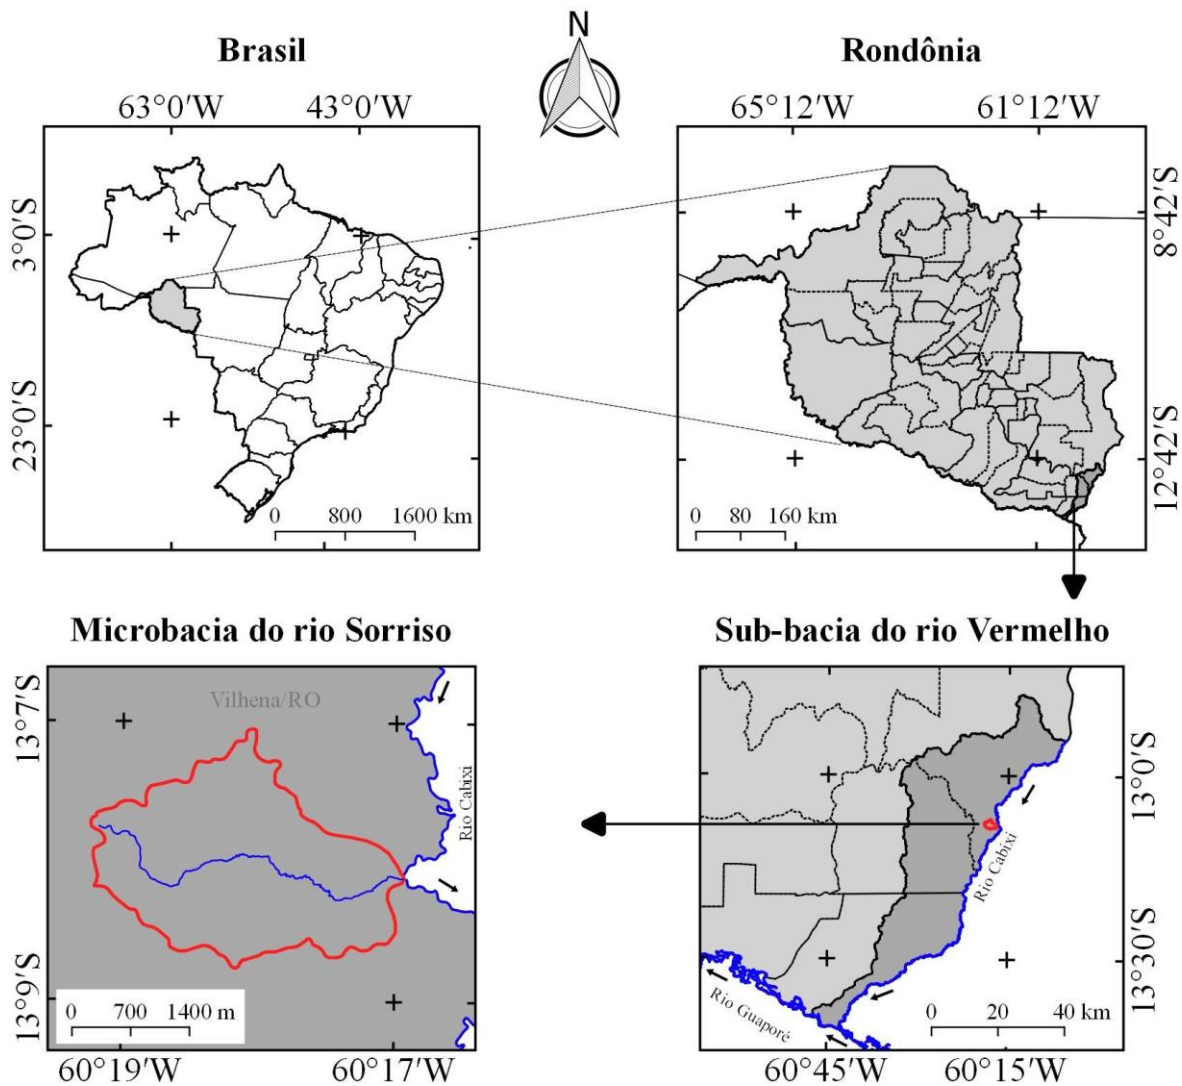 N
Brasil
63°0'W 43°0'W
3°0'S
23°0'S
0 800 1600 km
Rondônia
65°12'W 61°12'W
8°42'S
12°42'S
0 80 160 km
Microbacia do rio Sorriso
Vilhena/RO
Rio Cabixi
13°7'S
13°9'S
0 700 1400 m
60°19'W 60°17'W
Sub-bacia do rio Vermelho
13°0'S
13°30'S
Rio Cabixi
Rio Guaporé
0 20 40 km
60°45'W 60°15'W